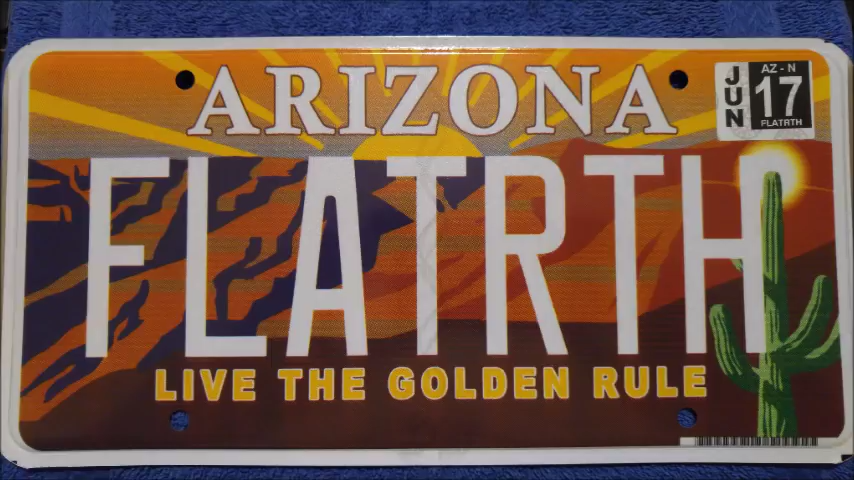 ARIZONA
JUN
AZ - N
17
FLATRTH
FLATRTH
LIVE THE GOLDEN RULE